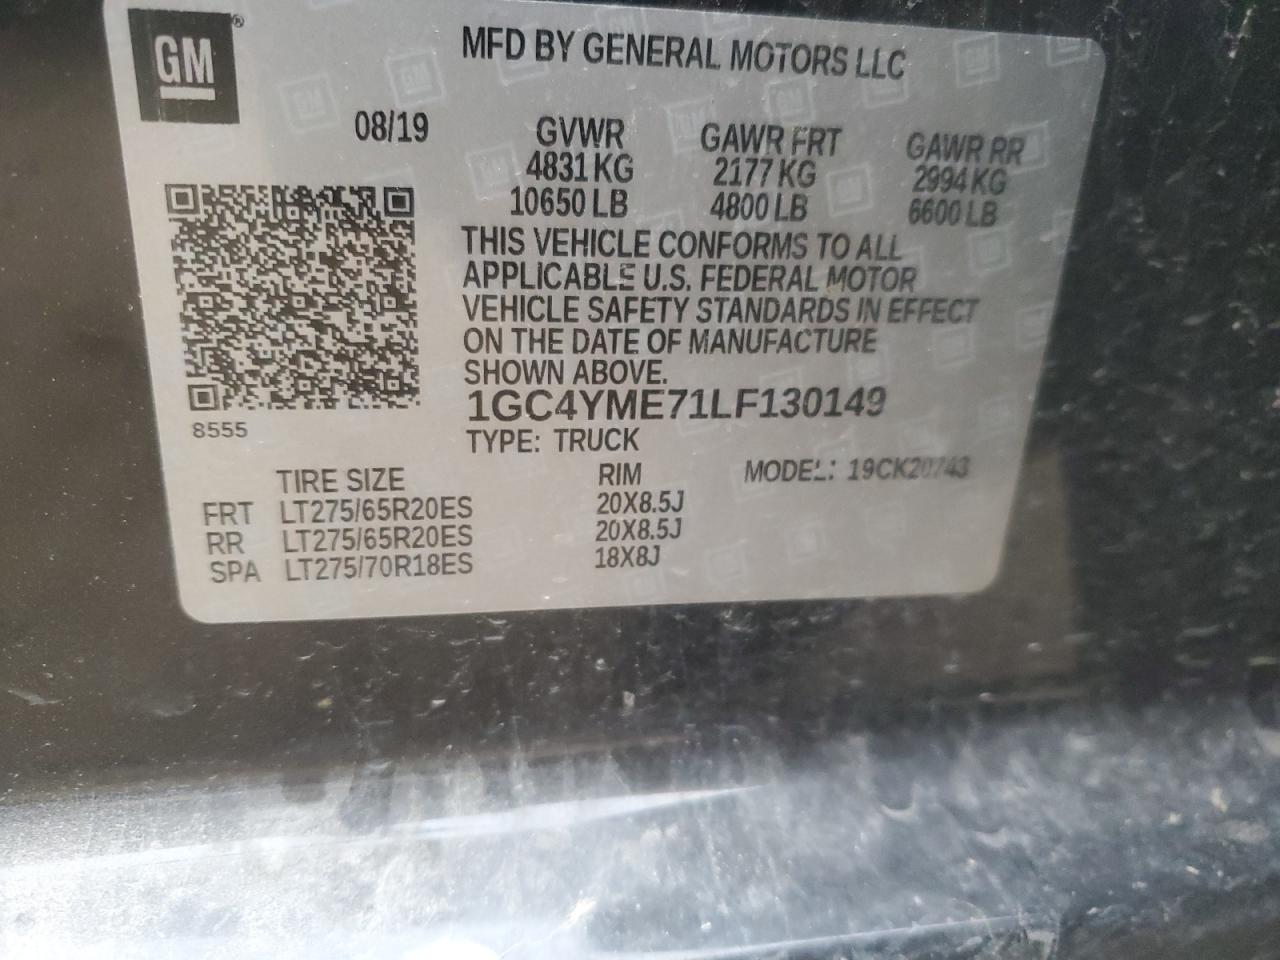 GM®
MFD BY GENERAL MOTORS LLC
08/19 GVWR GAWR FRT GAWR RR
4831 KG 2177 KG 2994 KG
10650 LB 4800 LB 6600 LB
THIS VEHICLE CONFORMS TO ALL
APPLICABLE U.S. FEDERAL MOTOR
VEHICLE SAFETY STANDARDS IN EFFECT
ON THE DATE OF MANUFACTURE
SHOWN ABOVE.
1GC4YME71LF130149
8555
TYPE: TRUCK
TIRE SIZE RIM MODEL: 19CK20743
FRT LT275/65R20ES 20X8.5J
RR LT275/65R20ES 20X8.5J
SPA LT275/70R18ES 18X8J